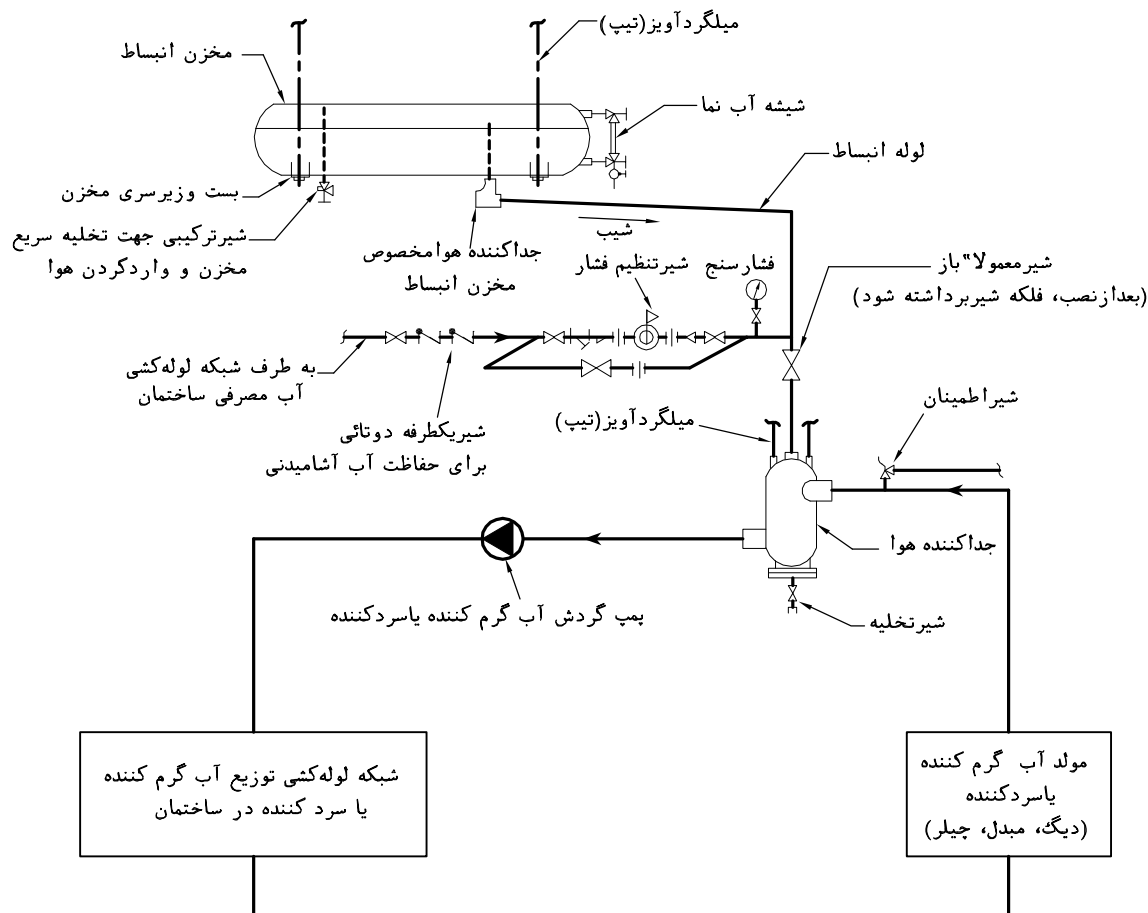 میلگردآویز(تیپ)
مخزن انبساط
شیشه آب نما
لوله انبساط
بست وزیرسری مخزن
شیرترکیبی جهت تخلیه سریع
مخزن و واردکردن هوا
شیب
جداکننده هوامخصوص
مخزن انبساط
شیرتنظیم فشار
فشارسنج
شیرمعمولا"باز
(بعدازنصب، فلکه شیربرداشته شود)
به طرف شبکه لوله‌کشی
آب مصرفی ساختمان
شیریکطرفه دوتائی
برای حفاظت آب آشامیدنی
میلگردآویز(تیپ)
شیراطمینان
جداکننده هوا
پمپ گردش آب گرم کننده یاسردکننده
شیرتخلیه
مولد آب گرم کننده
یاسردکننده
(دیگ، مبدل، چیلر)
شبکه لوله‌کشی توزیع آب گرم کننده
یا سرد کننده در ساختمان